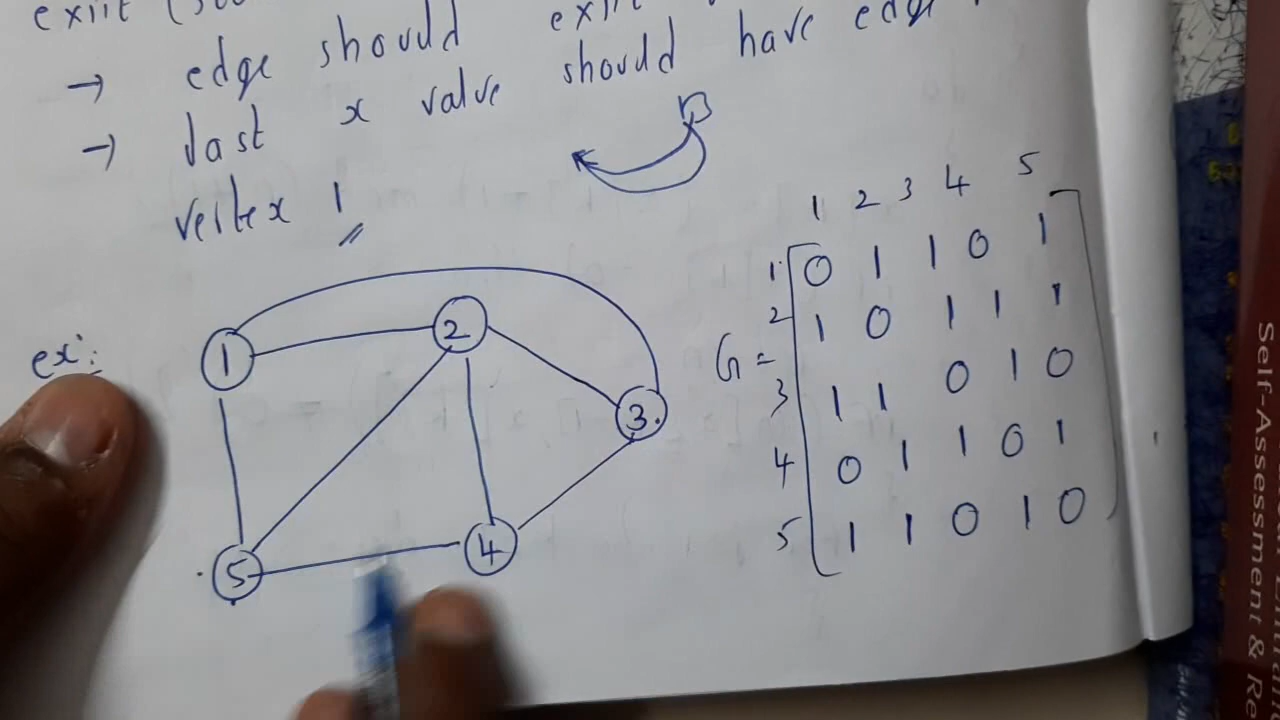 exiit
→ edge should exiit
→ last x value should have edge
vertex 1
ex:
1 2 3 4 5
1 2 3 4 5
G =
1 0 1 1 0 1
2 1 0 1 1 1
3 1 1 0 1 0
4 0 1 1 0 1
5 1 1 0 1 0
Self-Assessment & Re